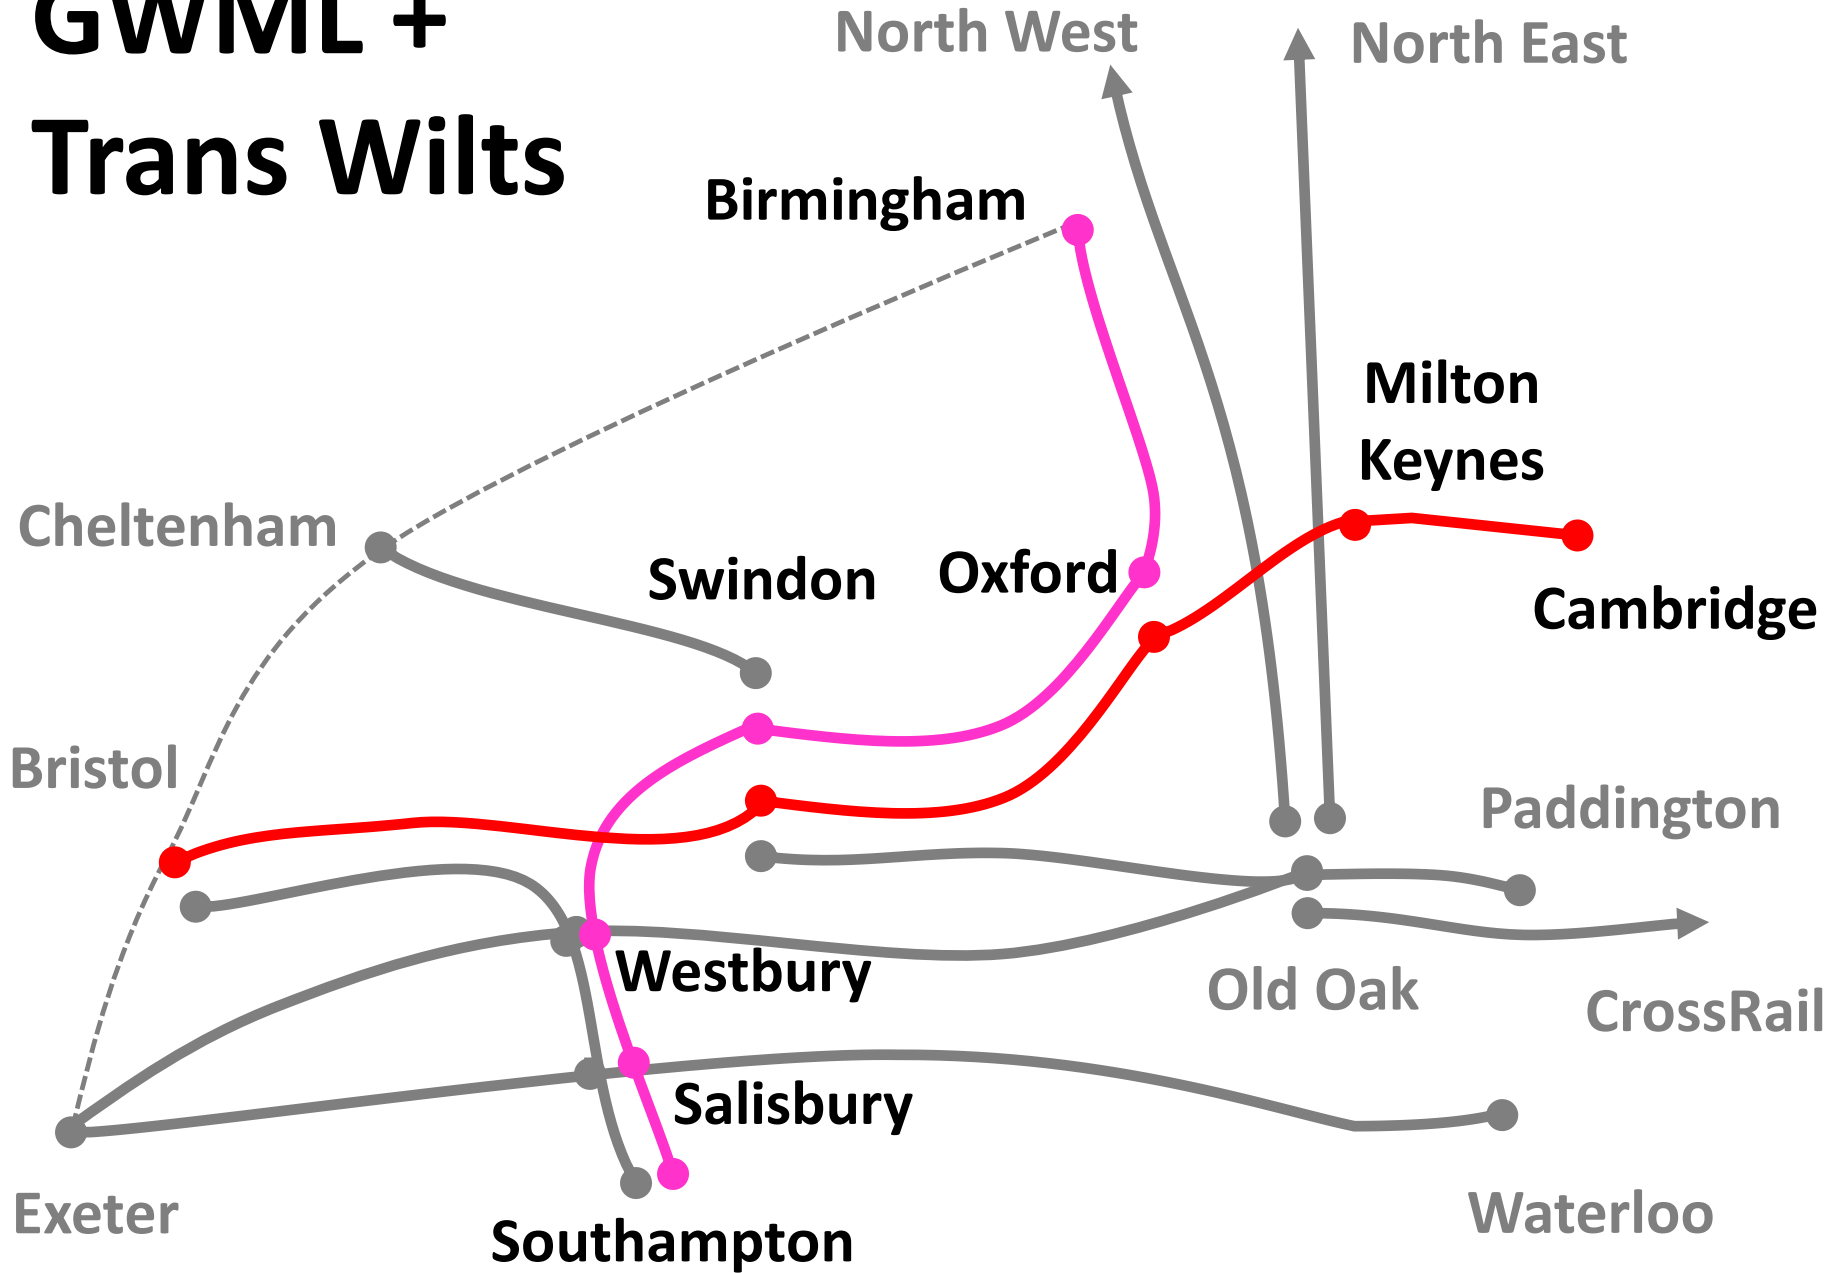 GWML +
Trans Wilts
North West
North East
Birmingham
Milton
Keynes
Cheltenham
Swindon
Oxford
Cambridge
Bristol
Paddington
Westbury
Old Oak
CrossRail
Salisbury
Exeter
Southampton
Waterloo